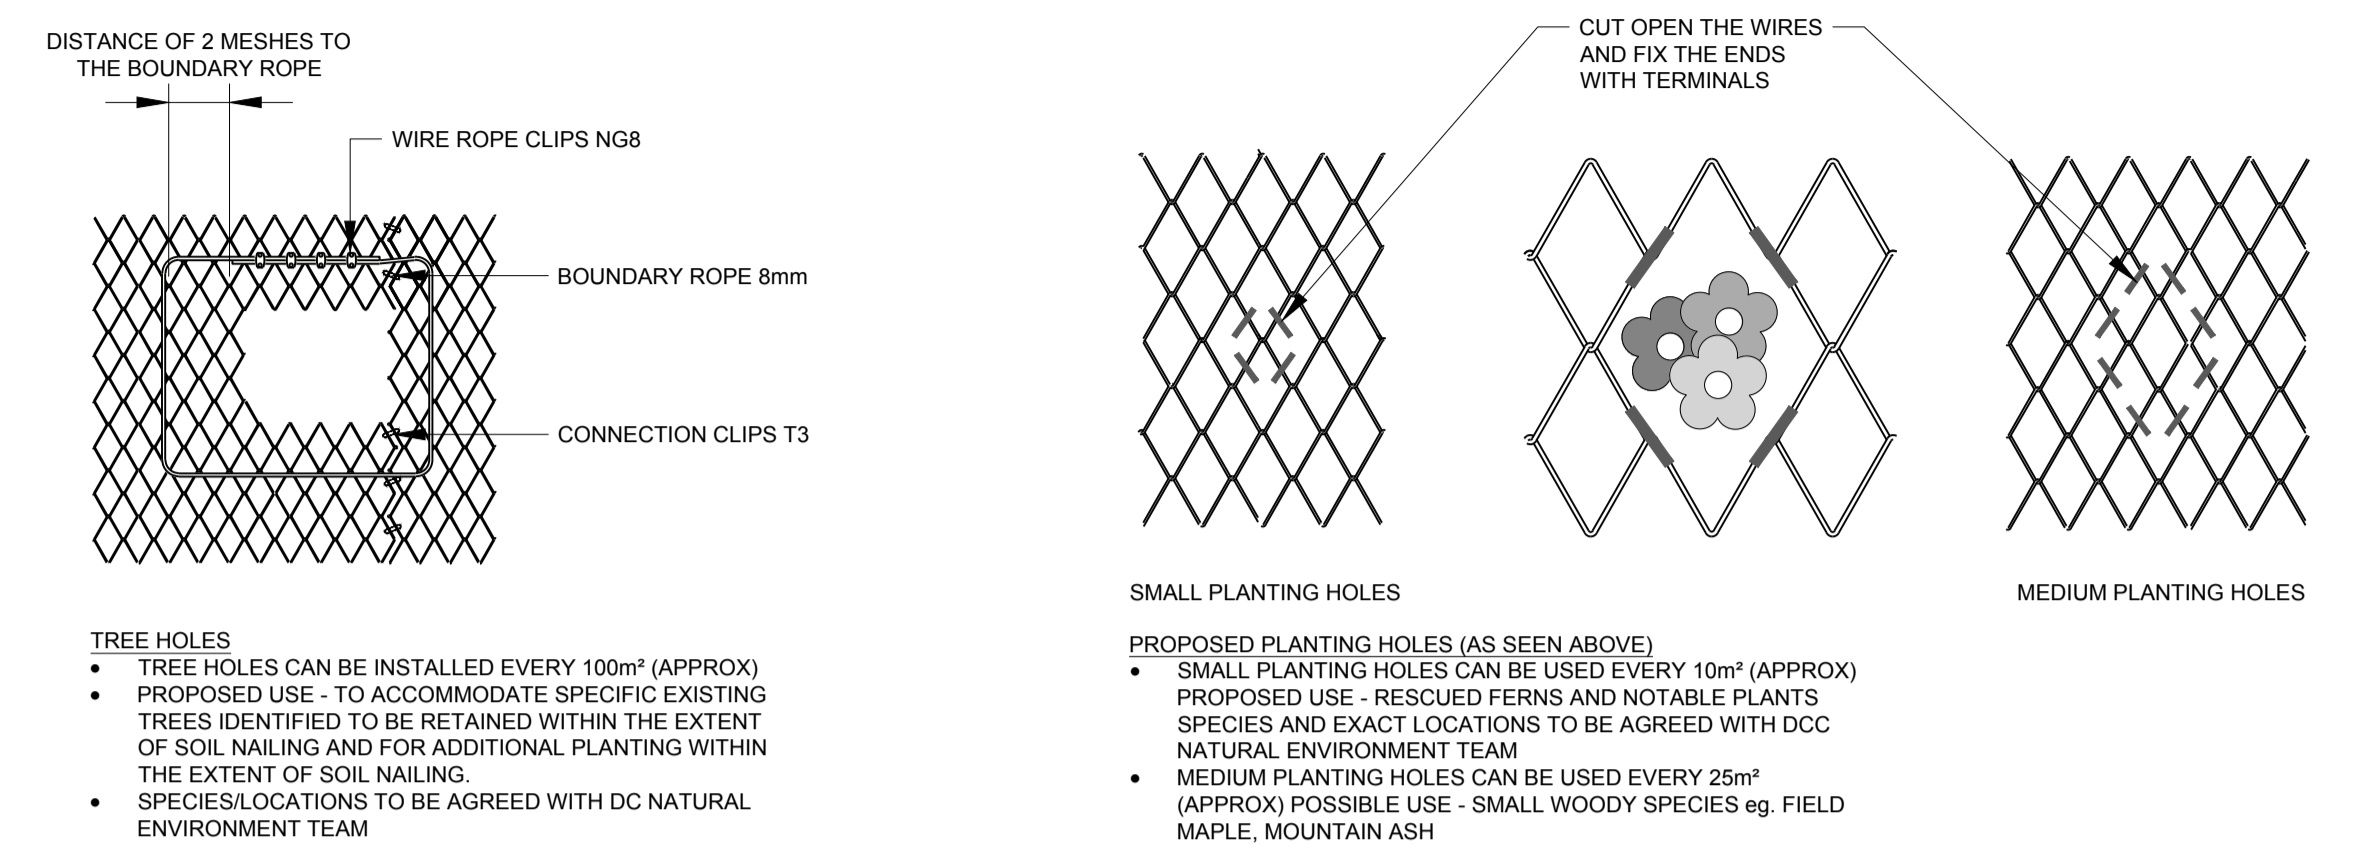 DISTANCE OF 2 MESHES TO
THE BOUNDARY ROPE
WIRE ROPE CLIPS NG8
BOUNDARY ROPE 8mm
CONNECTION CLIPS T3
TREE HOLES
• TREE HOLES CAN BE INSTALLED EVERY 100m² (APPROX)
• PROPOSED USE - TO ACCOMMODATE SPECIFIC EXISTING
TREES IDENTIFIED TO BE RETAINED WITHIN THE EXTENT
OF SOIL NAILING AND FOR ADDITIONAL PLANTING WITHIN
THE EXTENT OF SOIL NAILING.
• SPECIES/LOCATIONS TO BE AGREED WITH DC NATURAL
ENVIRONMENT TEAM
CUT OPEN THE WIRES
AND FIX THE ENDS
WITH TERMINALS
SMALL PLANTING HOLES
MEDIUM PLANTING HOLES
PROPOSED PLANTING HOLES (AS SEEN ABOVE)
• SMALL PLANTING HOLES CAN BE USED EVERY 10m² (APPROX)
PROPOSED USE - RESCUED FERNS AND NOTABLE PLANTS
SPECIES AND EXACT LOCATIONS TO BE AGREED WITH DCC
NATURAL ENVIRONMENT TEAM
• MEDIUM PLANTING HOLES CAN BE USED EVERY 25m²
(APPROX) POSSIBLE USE - SMALL WOODY SPECIES eg. FIELD
MAPLE, MOUNTAIN ASH